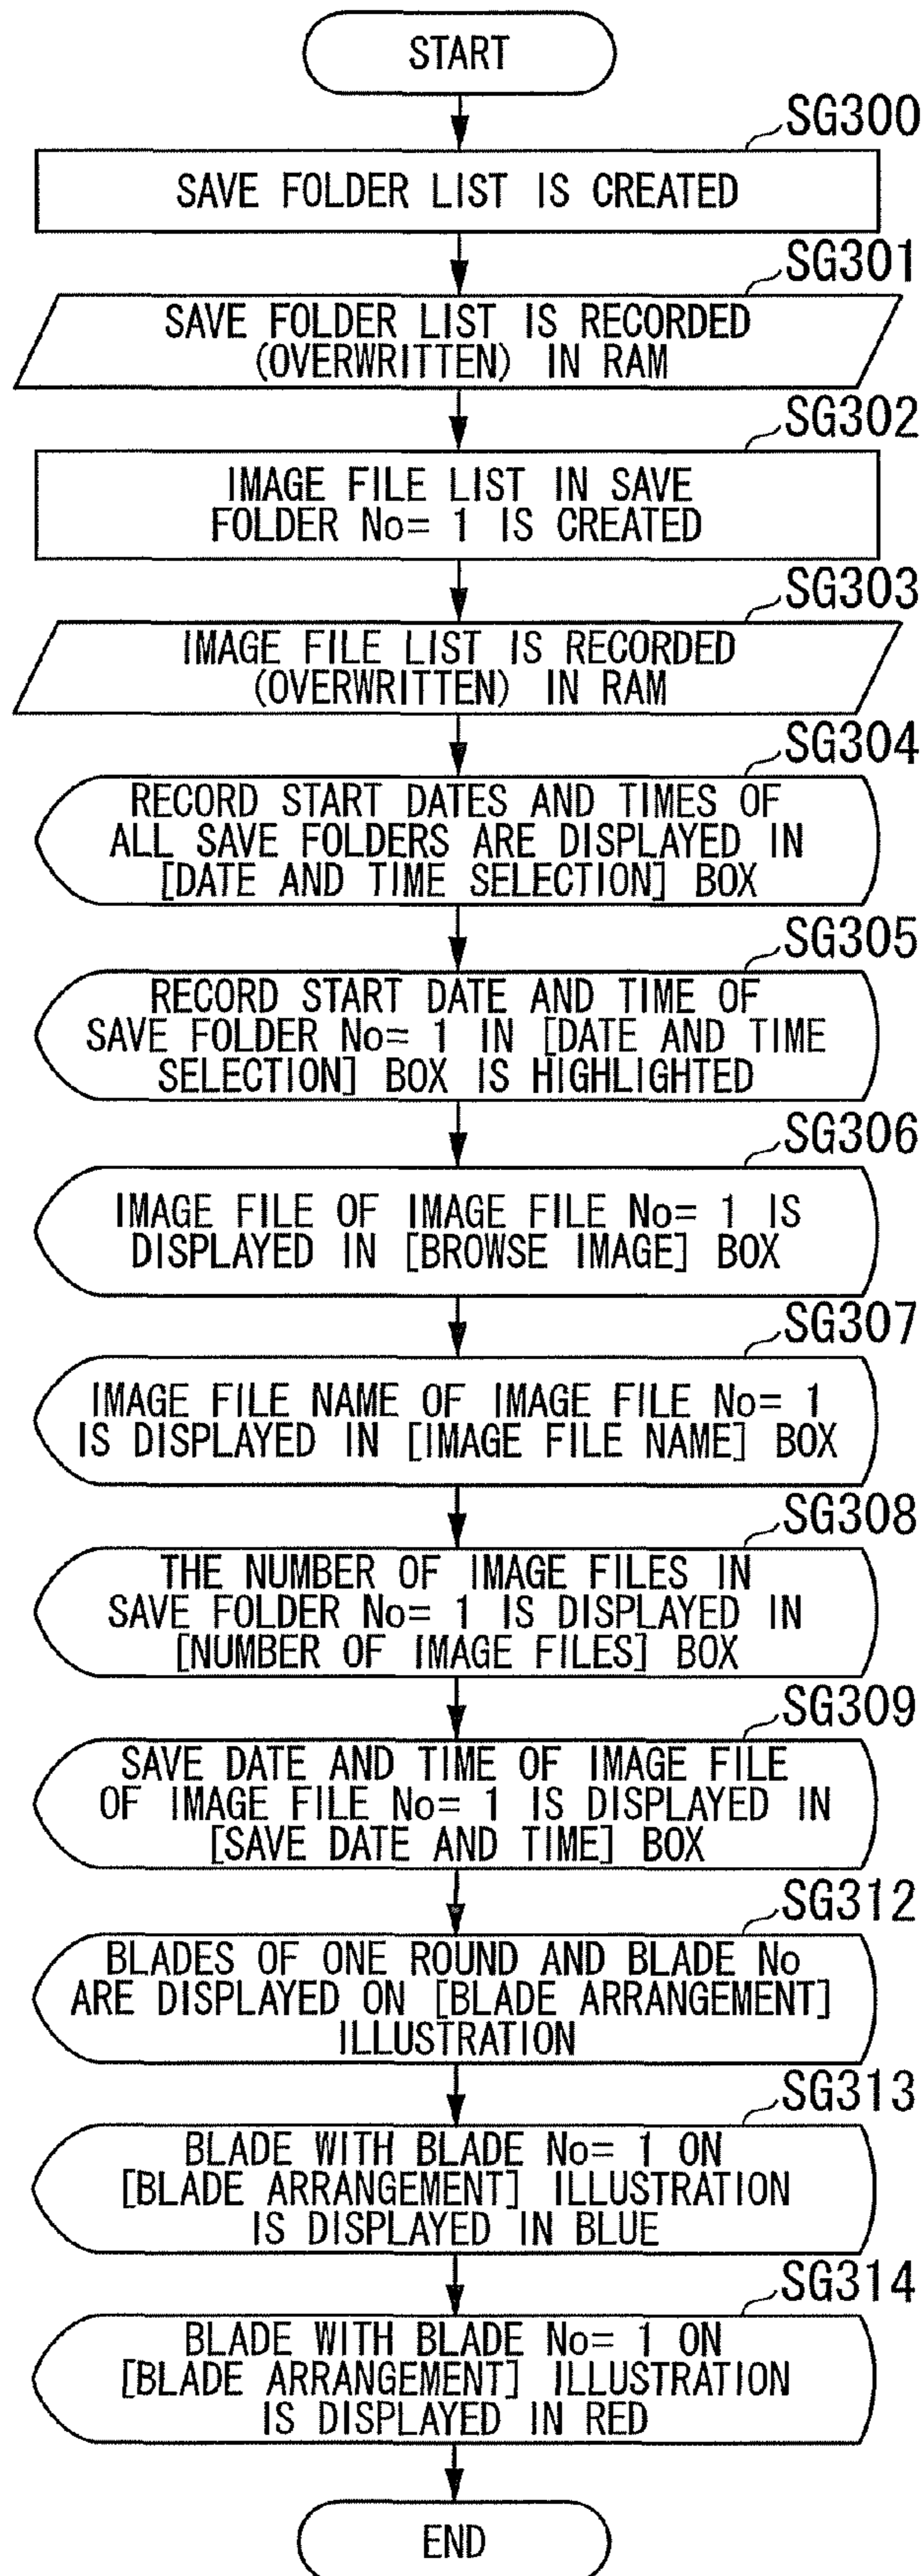 START
SG300
SAVE FOLDER LIST IS CREATED
SG301
SAVE FOLDER LIST IS RECORDED
(OVERWRITTEN) IN RAM
SG302
IMAGE FILE LIST IN SAVE
FOLDER No= 1 IS CREATED
SG303
IMAGE FILE LIST IS RECORDED
(OVERWRITTEN) IN RAM
SG304
RECORD START DATES AND TIMES OF
ALL SAVE FOLDERS ARE DISPLAYED IN
[DATE AND TIME SELECTION] BOX
SG305
RECORD START DATE AND TIME OF
SAVE FOLDER No= 1 IN [DATE AND TIME
SELECTION] BOX IS HIGHLIGHTED
SG306
IMAGE FILE OF IMAGE FILE No= 1 IS
DISPLAYED IN [BROWSE IMAGE] BOX
SG307
IMAGE FILE NAME OF IMAGE FILE No= 1
IS DISPLAYED IN [IMAGE FILE NAME] BOX
SG308
THE NUMBER OF IMAGE FILES IN
SAVE FOLDER No= 1 IS DISPLAYED IN
[NUMBER OF IMAGE FILES] BOX
SG309
SAVE DATE AND TIME OF IMAGE FILE
OF IMAGE FILE No= 1 IS DISPLAYED IN
[SAVE DATE AND TIME] BOX
SG312
BLADES OF ONE ROUND AND BLADE No
ARE DISPLAYED ON [BLADE ARRANGEMENT]
ILLUSTRATION
SG313
BLADE WITH BLADE No= 1 ON
[BLADE ARRANGEMENT] ILLUSTRATION
IS DISPLAYED IN BLUE
SG314
BLADE WITH BLADE No= 1 ON
[BLADE ARRANGEMENT] ILLUSTRATION
IS DISPLAYED IN RED
END